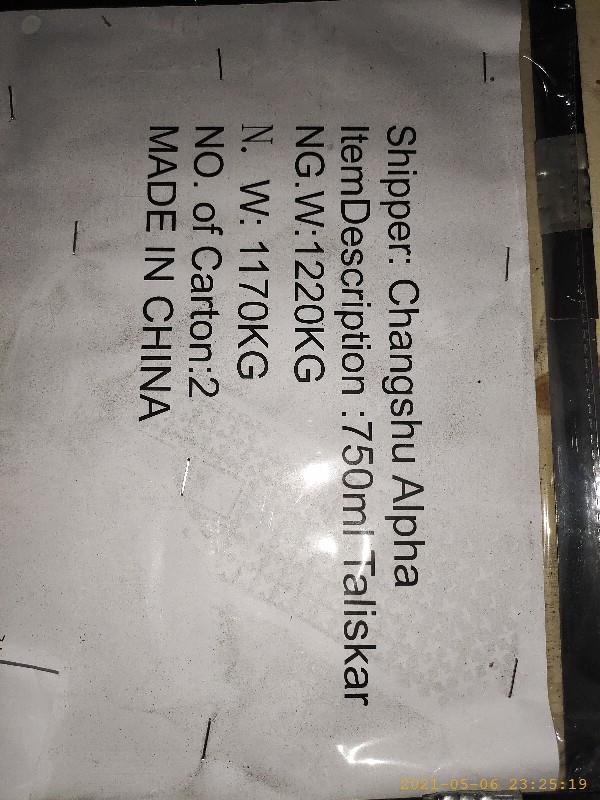 Shipper: Changshu Alpha
ItemDescription :750ml Taliskar
NG.W:1220KG
N. W: 1170KG
NO. of Carton:2
MADE IN CHINA
2021-05-06 23:25:19